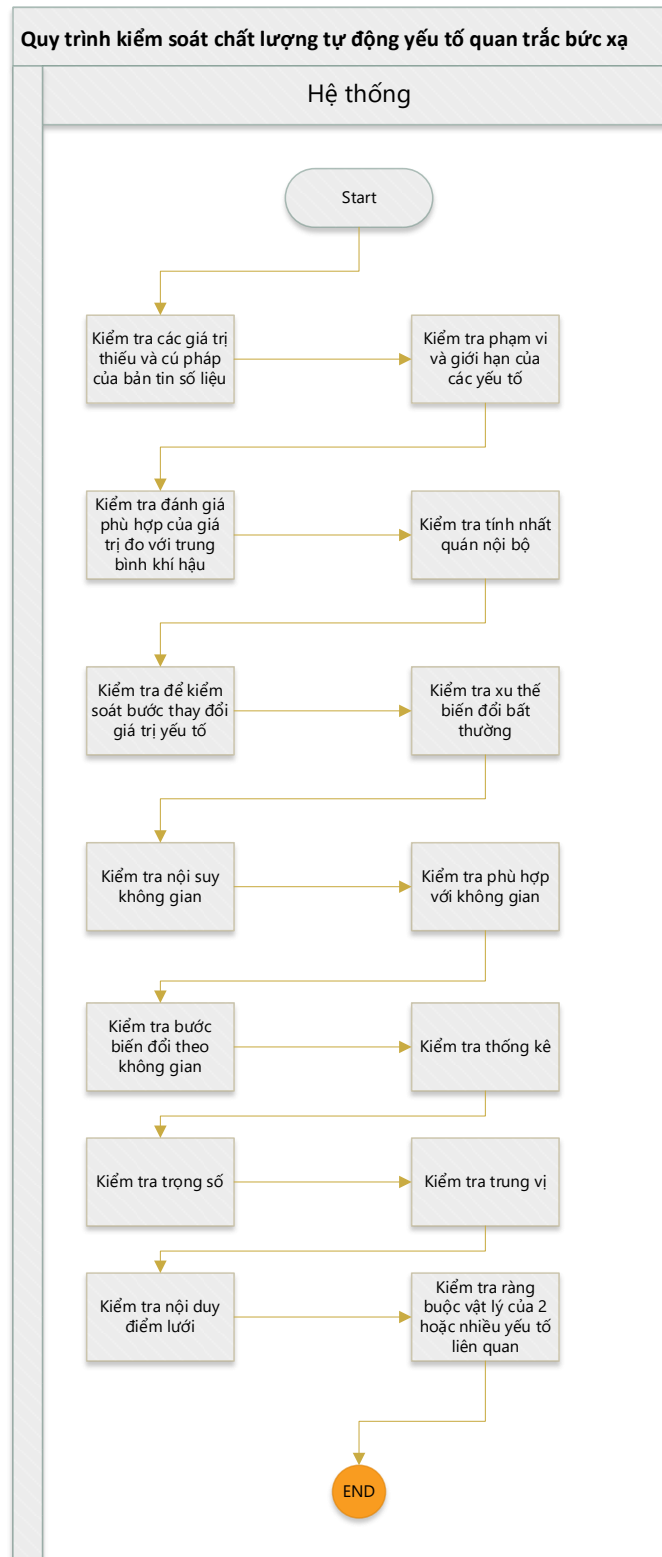 Quy trình kiểm soát chất lượng tự động yếu tố quan trắc bức xạ
Hệ thống
Start
Kiểm tra các giá trị
thiếu và cú pháp
của bản tin số liệu
Kiểm tra phạm vi
và giới hạn của
các yếu tố
Kiểm tra đánh giá
phù hợp của giá
trị đo với trung
bình khí hậu
Kiểm tra tính nhất
quán nội bộ
Kiểm tra để kiểm
soát bước thay đổi
giá trị yếu tố
Kiểm tra xu thế
biến đổi bất
thường
Kiểm tra nội suy
không gian
Kiểm tra phù hợp
với không gian
Kiểm tra bước
biến đổi theo
không gian
Kiểm tra thống kê
Kiểm tra trọng số
Kiểm tra trung vị
Kiểm tra nội duy
điểm lưới
Kiểm tra ràng
buộc vật lý của 2
hoặc nhiều yếu tố
liên quan
END